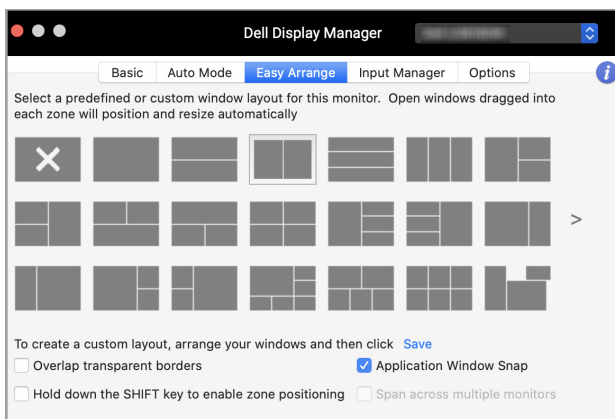 Dell Display Manager
Basic
Auto Mode
Easy Arrange
Input Manager
Options
i
Select a predefined or custom window layout for this monitor.  Open windows dragged into
each zone will position and resize automatically
>
To create a custom layout, arrange your windows and then click   Save
Overlap transparent borders
Application Window Snap
Hold down the SHIFT key to enable zone positioning
Span across multiple monitors